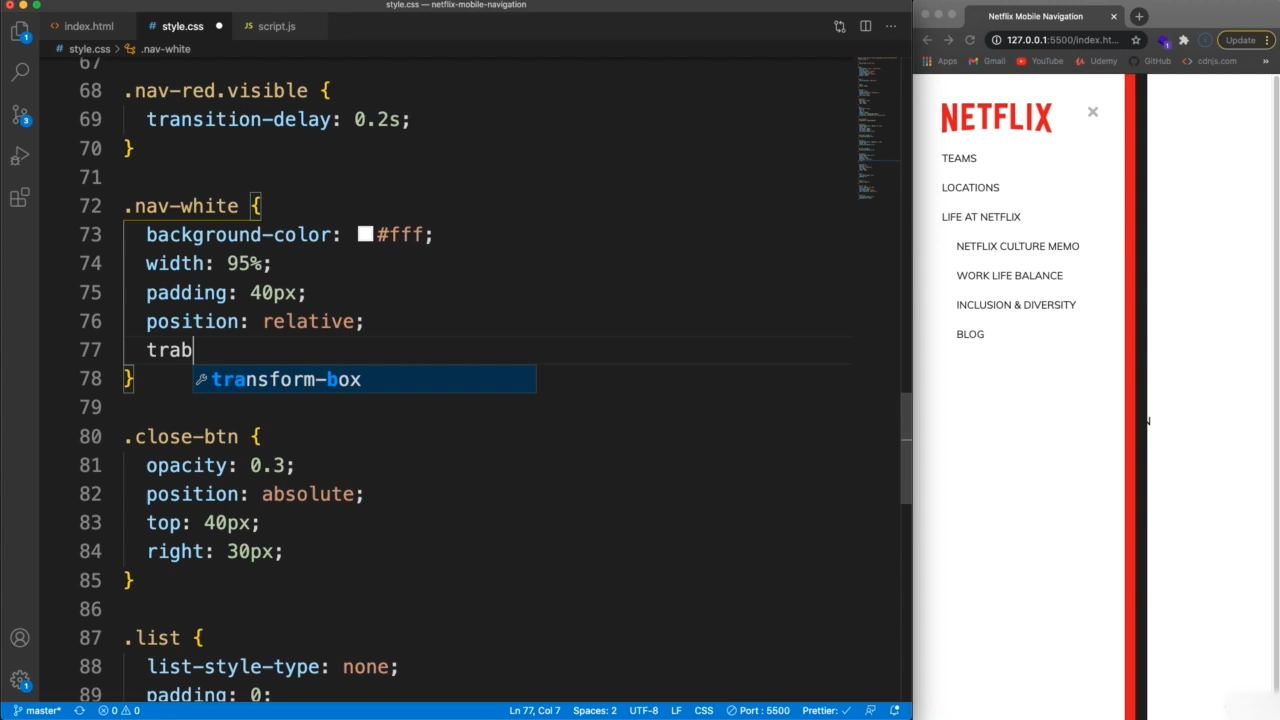 style.css — netflix-mobile-navigation
index.html
style.css
script.js
style.css > .nav-white
67
68 .nav-red.visible {
69 transition-delay: 0.2s;
70 }
71
72 .nav-white {
73 background-color: #fff;
74 width: 95%;
75 padding: 40px;
76 position: relative;
77 trab
transform-box
78 }
79
80 .close-btn {
81 opacity: 0.3;
82 position: absolute;
83 top: 40px;
84 right: 30px;
85 }
86
87 .list {
88 list-style-type: none;
89 padding: 0;
1
3
1
master*
0 0
Ln 77, Col 7
Spaces: 2
UTF-8
LF
CSS
Port : 5500
Prettier: ✓
Netflix Mobile Navigation
127.0.0.1:5500/index.ht...
1
Update
Apps
Gmail
YouTube
Udemy
GitHub
cdnjs.com
»
NETFLIX
TEAMS
LOCATIONS
LIFE AT NETFLIX
NETFLIX CULTURE MEMO
WORK LIFE BALANCE
INCLUSION & DIVERSITY
BLOG
N